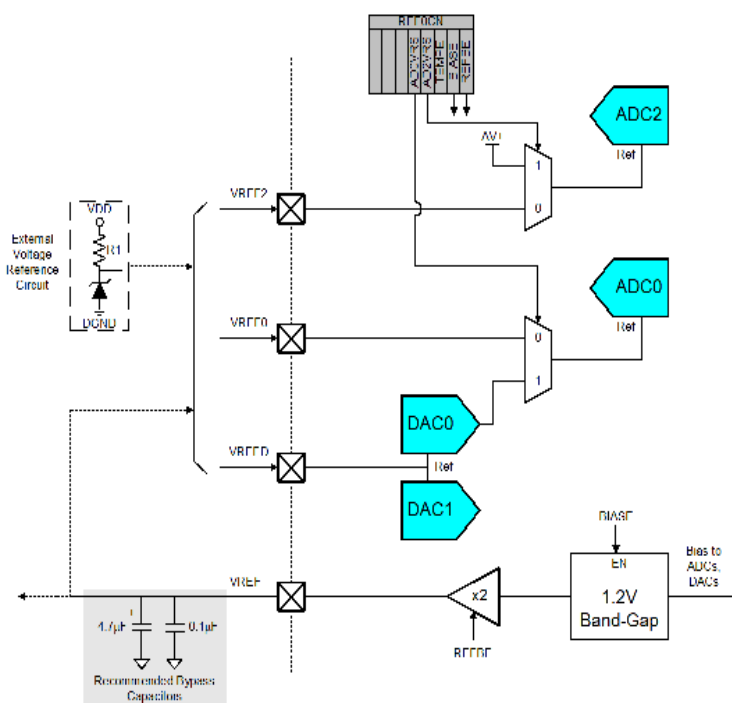 REF0CN
AD0VRS
AD2VRS
TEMPE
BIASE
REFBE
ADC2
AV+
Ref
1
VREF2
0
VDD
External
Voltage
Reference
Circuit
R1
DGND
ADC0
Ref
VREF0
0
1
DAC0
VREFD
Ref
DAC1
BIASE
EN
Bias to
ADCs,
DACs
VREF
x2
1.2V
Band-Gap
+
4.7µF
0.1µF
REFBE
Recommended Bypass
Capacitors